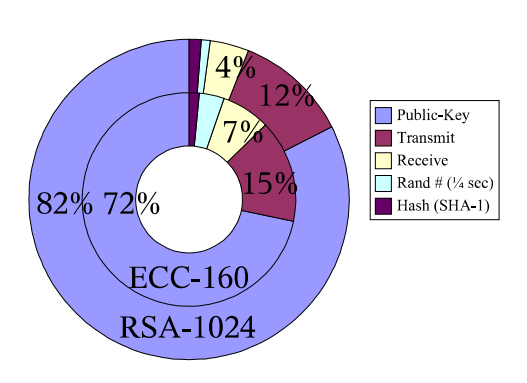 4%
12%
7%
15%
82% 72%
ECC-160
RSA-1024
Public-Key
Transmit
Receive
Rand # (¼ sec)
Hash (SHA-1)